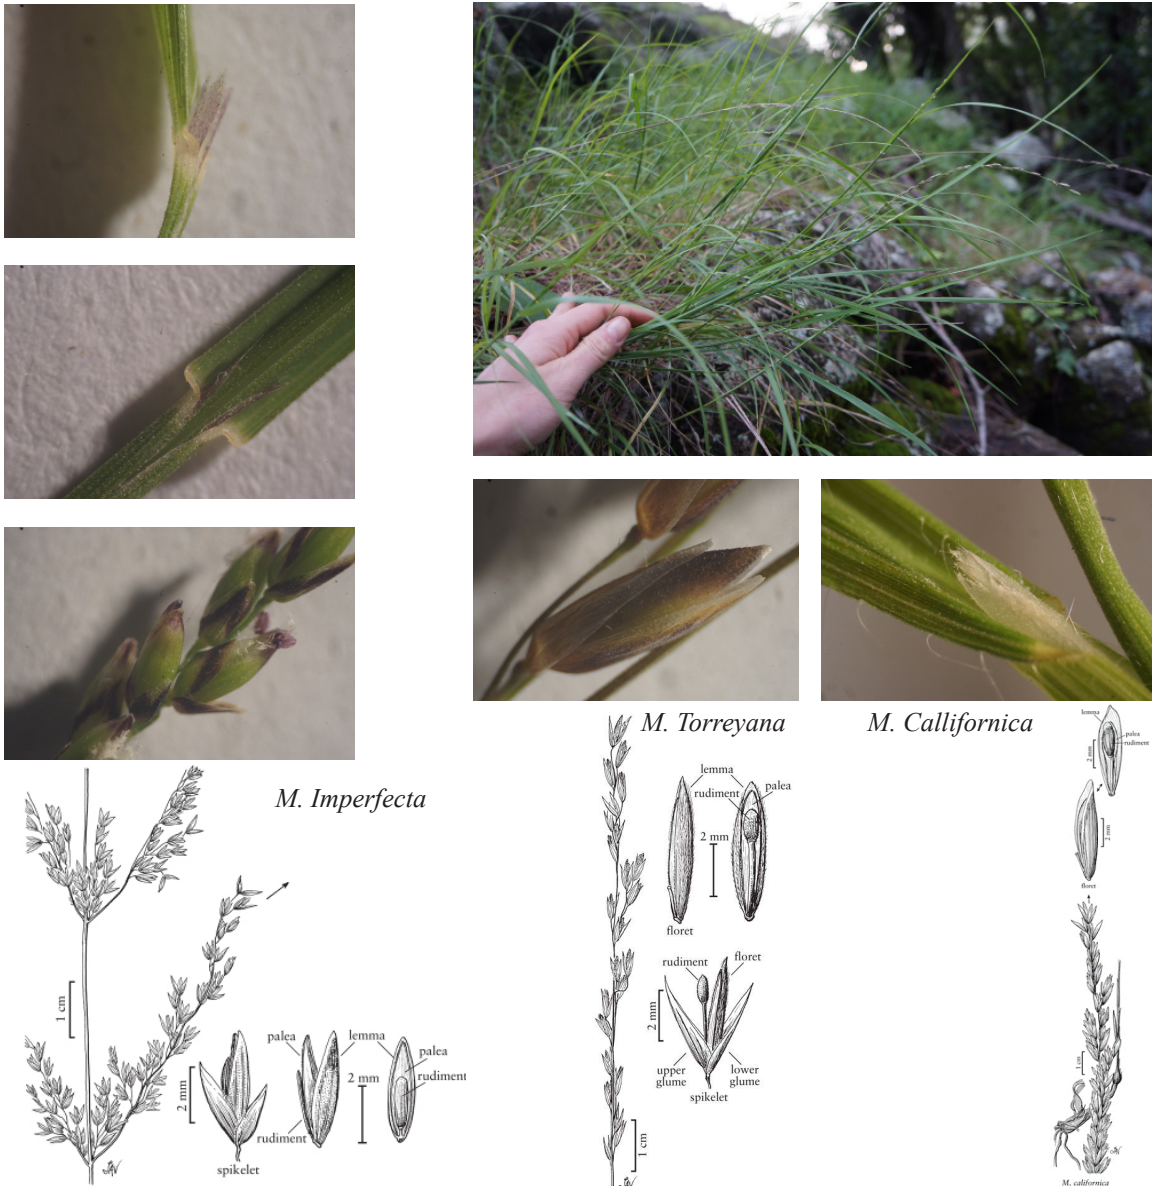 M. Torreyana
M. Callifornica
M. Imperfecta
1 cm
2 mm
spikelet
palea
lemma
2 mm
palea
rudiment
rudiment
lemma
rudiment
palea
2 mm
floret
rudiment
floret
2 mm
upper
glume
lower
glume
spikelet
1 cm
lemma
palea
rudiment
2 mm
2 mm
floret
1 cm
M. californica